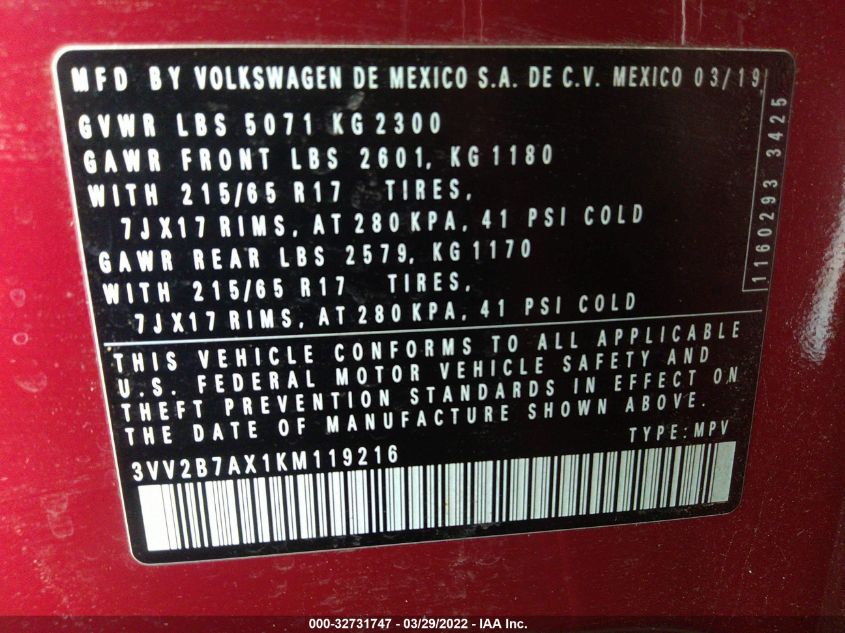 MFD BY VOLKSWAGEN DE MEXICO S.A. DE C.V. MEXICO 03/19
GVWR LBS 5071 KG 2300
GAWR FRONT LBS 2601, KG 1180
WITH 215/65 R17 TIRES,
7JX17 RIMS, AT 280 KPA, 41 PSI COLD
GAWR REAR LBS 2579, KG 1170
WITH 215/65 R17 TIRES,
7JX17 RIMS, AT 280 KPA, 41 PSI COLD
THIS VEHICLE CONFORMS TO ALL APPLICABLE
U.S. FEDERAL MOTOR VEHICLE SAFETY AND
THEFT PREVENTION STANDARDS IN EFFECT ON
THE DATE OF MANUFACTURE SHOWN ABOVE.
TYPE: MPV
3VV2B7AX1KM119216
1160293 3425
000-32731747 - 03/29/2022 - IAA Inc.